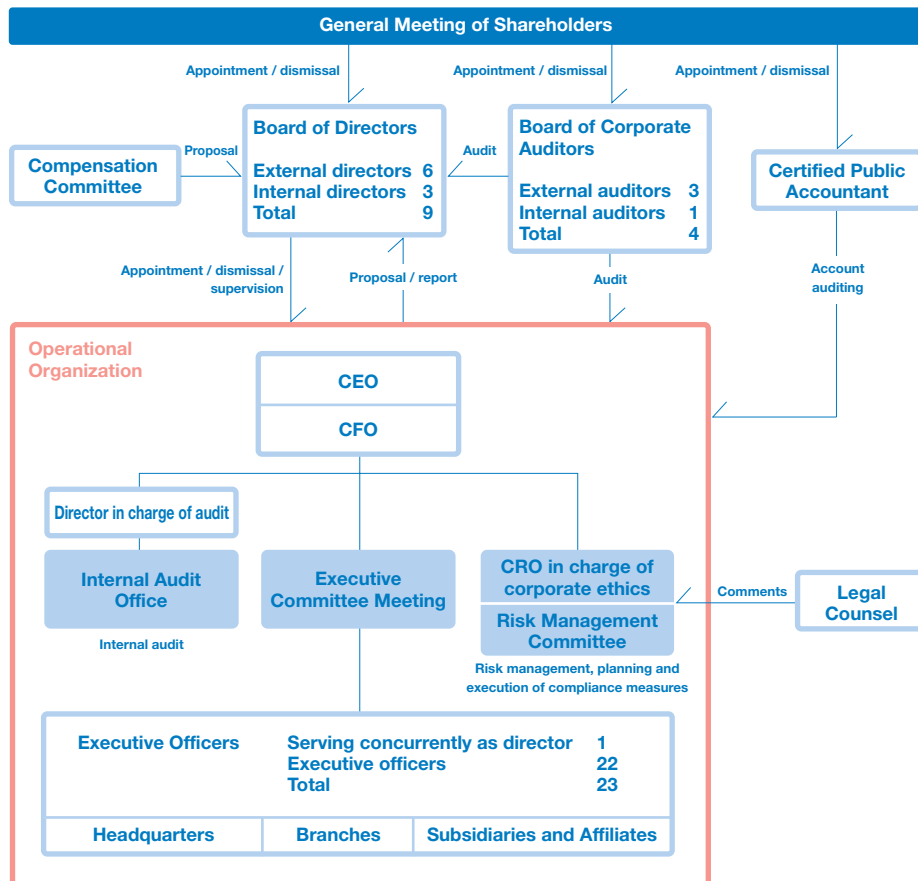 General Meeting of Shareholders
Appointment / dismissal
Appointment / dismissal
Appointment / dismissal
Compensation
Committee
Proposal
Board of Directors
External directors 6
Internal directors 3
Total 9
Audit
Board of Corporate
Auditors
External auditors 3
Internal auditors 1
Total 4
Certified Public
Accountant
Appointment / dismissal /
supervision
Proposal / report
Audit
Account
auditing
Operational
Organization
CEO
CFO
Director in charge of audit
Internal Audit
Office
Internal audit
Executive
Committee Meeting
CRO in charge of
corporate ethics
Risk Management
Committee
Risk management, planning and
execution of compliance measures
Comments
Legal
Counsel
Executive Officers
Serving concurrently as director 1
Executive officers 22
Total 23
Headquarters
Branches
Subsidiaries and Affiliates